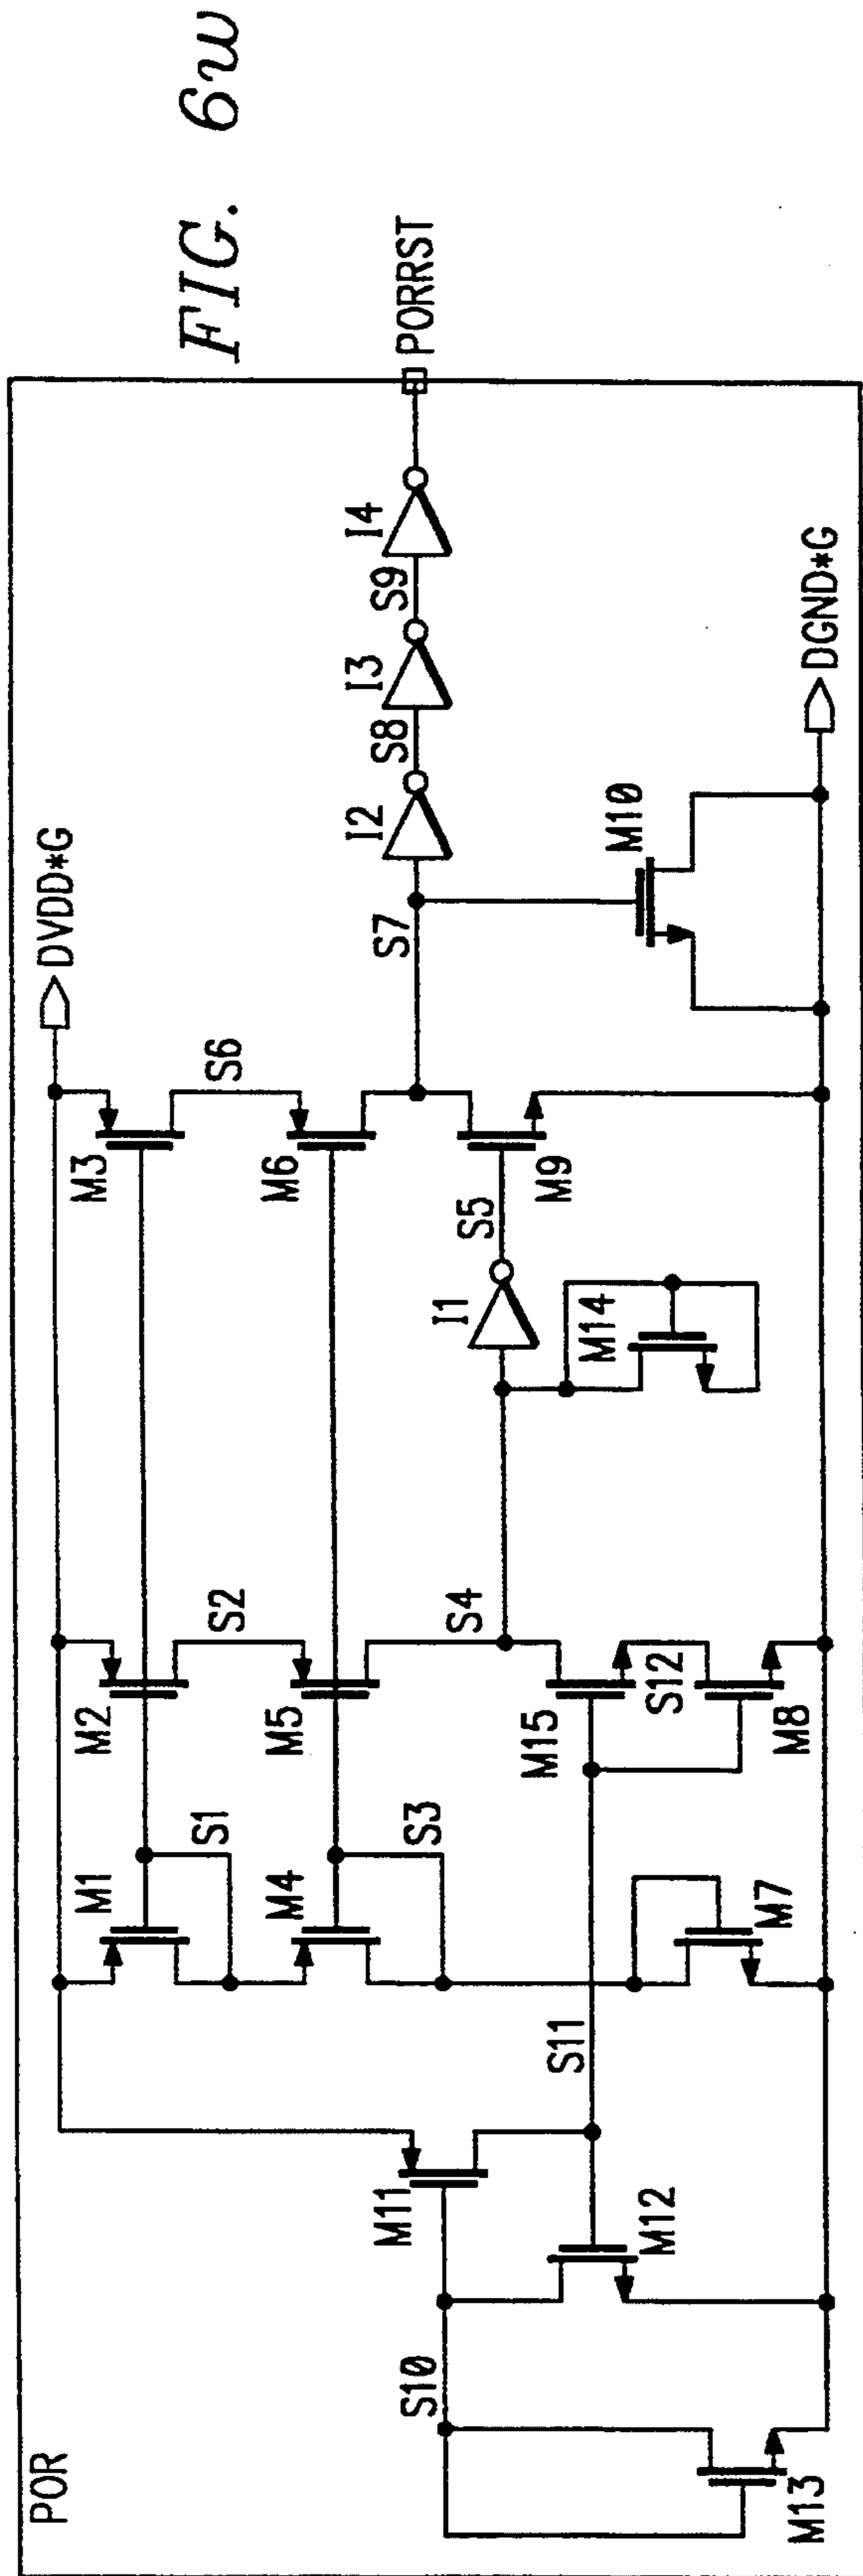 FIG. 6w
POR
DVDD*G
M1
M2
M3
S1
S2
S6
M11
M4
M5
M6
S3
S4
S7
I2
S8
I3
S9
I4
PORRST
S10
S11
M12
M15
S12
I1
S5
M9
M14
M10
M13
M7
M8
DGND*G